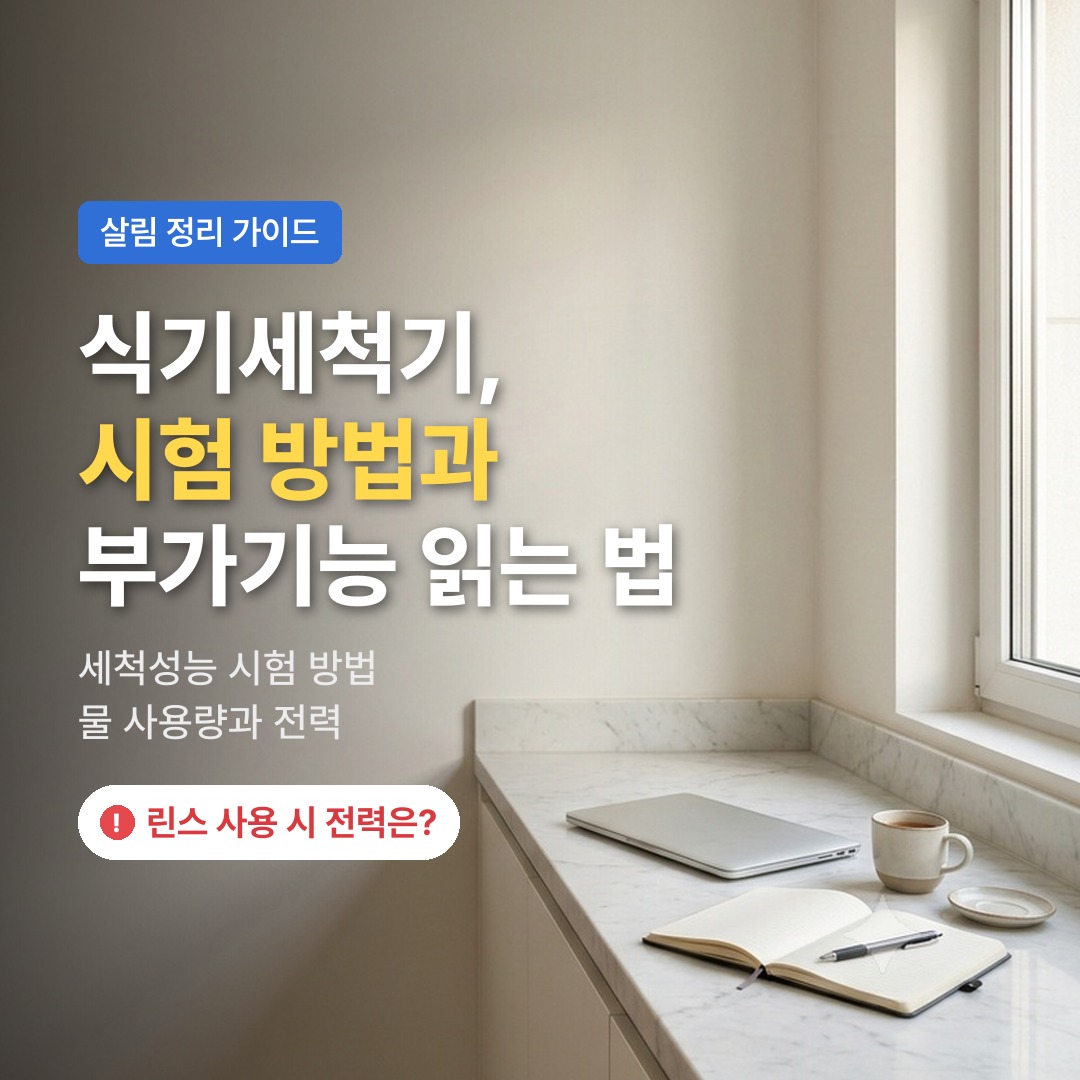 살림 정리 가이드
식기세척기,
시험 방법과
부가기능 읽는 법
세척성능 시험 방법
물 사용량과 전력
! 린스 사용 시 전력은?